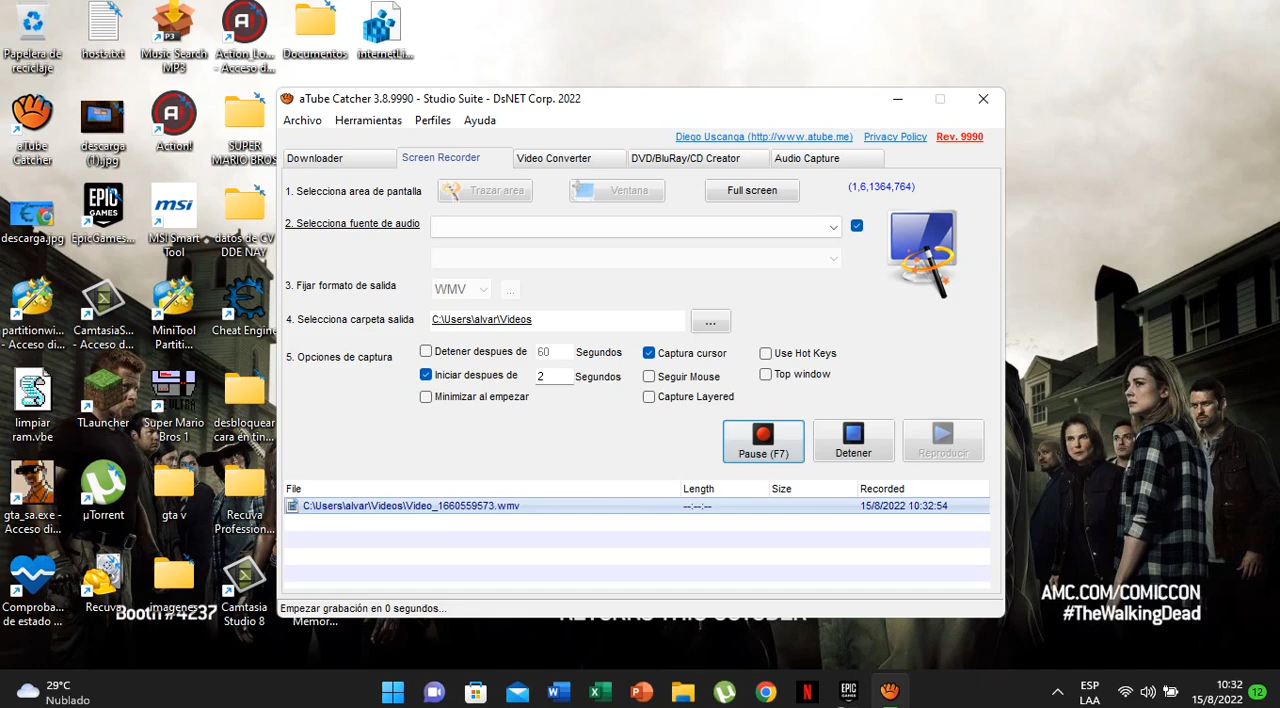 Papelera de
reciclaje
hosts.txt
Music Search
MP3
Action_Lo...
- Acceso d...
Documentos
internetLi...
aTube
Catcher
descarga
(1).jpg
Action!
SUPER
MARIO BROS
descarga.jpg
EPIC
GAMES
EpicGames...
msi
MSI Smart
Tool
datos de CV
DDE NAY
partitionwi...
- Acceso di...
CamtasiaS...
- Acceso d...
MiniTool
Partiti...
Cheat Engine
limpiar
ram.vbe
TLauncher
ULTRA
Super Mario
Bros 1
desbloquear
cara én tin...
gta_sa.exe -
Acceso di...
µTorrent
gta v
Recuva
Profession...
Comproba...
de estado ...
Recuva
imagenes
Camtasia
Studio 8
Memor...
Booth #4237
RETURNS THIS OCTOBER
AMC.COM/COMICCON
#TheWalkingDead
aTube Catcher 3.8.9990 - Studio Suite - DsNET Corp. 2022
Archivo Herramientas Perfiles Ayuda
Diego Uscanga (http://www.atube.me) Privacy Policy Rev. 9990
Downloader Screen Recorder Video Converter DVD/BluRay/CD Creator Audio Capture
1. Selecciona area de pantalla Trazar area Ventana Full screen (1,6,1364,764)
2. Selecciona fuente de audio
3. Fijar formato de salida WMV ...
4. Selecciona carpeta salida C:\Users\alvar\Videos ...
5. Opciones de captura
Detener despues de 60 Segundos Captura cursor Use Hot Keys
Iniciar despues de 2 Segundos Seguir Mouse Top window
Minimizar al empezar Capture Layered
Pause (F7) Detener Reproducir
File Length Size Recorded
C:\Users\alvar\Videos\Video_1660559573.wmv --:--:-- 15/8/2022 10:32:54
Empezar grabación en 0 segundos...
29°C
Nublado
EPIC
GAMES
ESP
LAA
10:32
15/8/2022
12